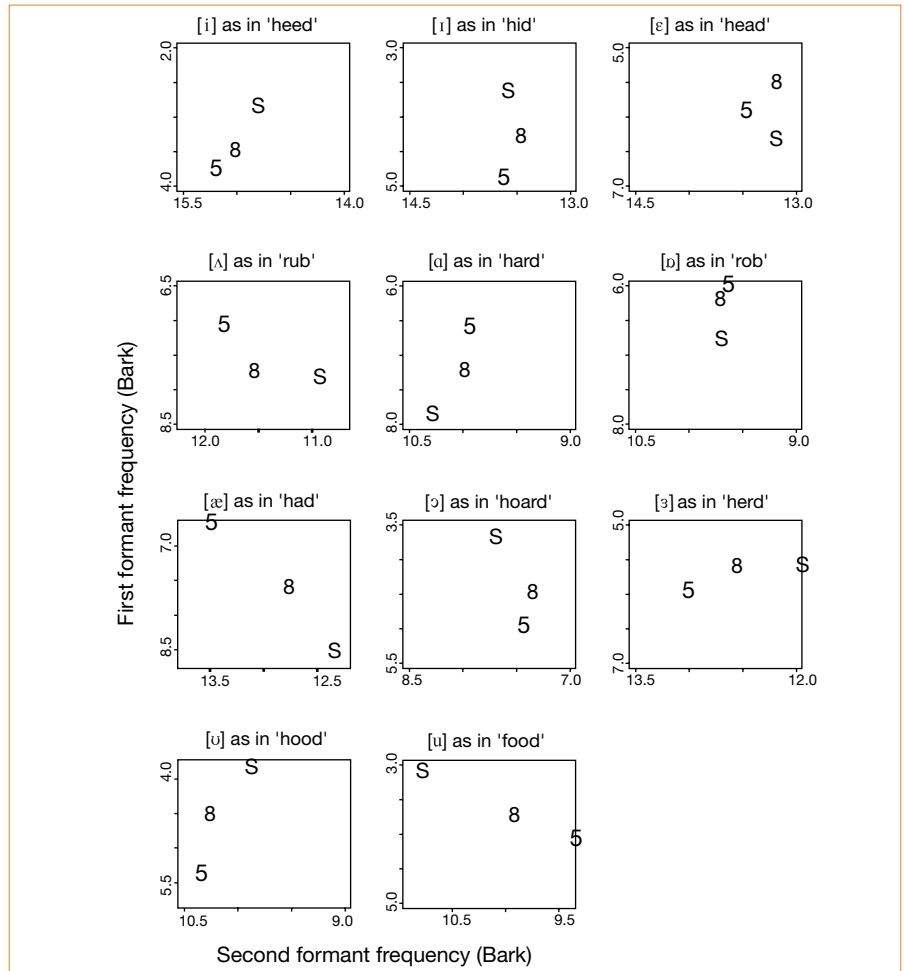 [i] as in 'heed'
[ɪ] as in 'hid'
[ɛ] as in 'head'
2.0
4.0
S
8
5
15.5 14.0
3.0
5.0
S
8
5
14.5 13.0
5.0
7.0
8
5
S
14.5 13.0
[ʌ] as in 'rub'
[ɑ] as in 'hard'
[ɒ] as in 'rob'
6.5
8.5
5
8
S
12.0 11.0
6.0
8.0
5
8
S
10.5 9.0
6.0
8.0
5
8
S
10.5 9.0
First formant frequency (Bark)
[æ] as in 'had'
[ɔ] as in 'hoard'
[ɜ] as in 'herd'
7.0
8.5
5
8
S
13.5 12.5
3.5
5.5
S
8
5
8.5 7.0
5.0
7.0
5
8
S
13.5 12.0
[ʊ] as in 'hood'
[u] as in 'food'
4.0
5.5
S
8
5
10.5 9.0
3.0
5.0
S
8
5
10.5 9.5
Second formant frequency (Bark)